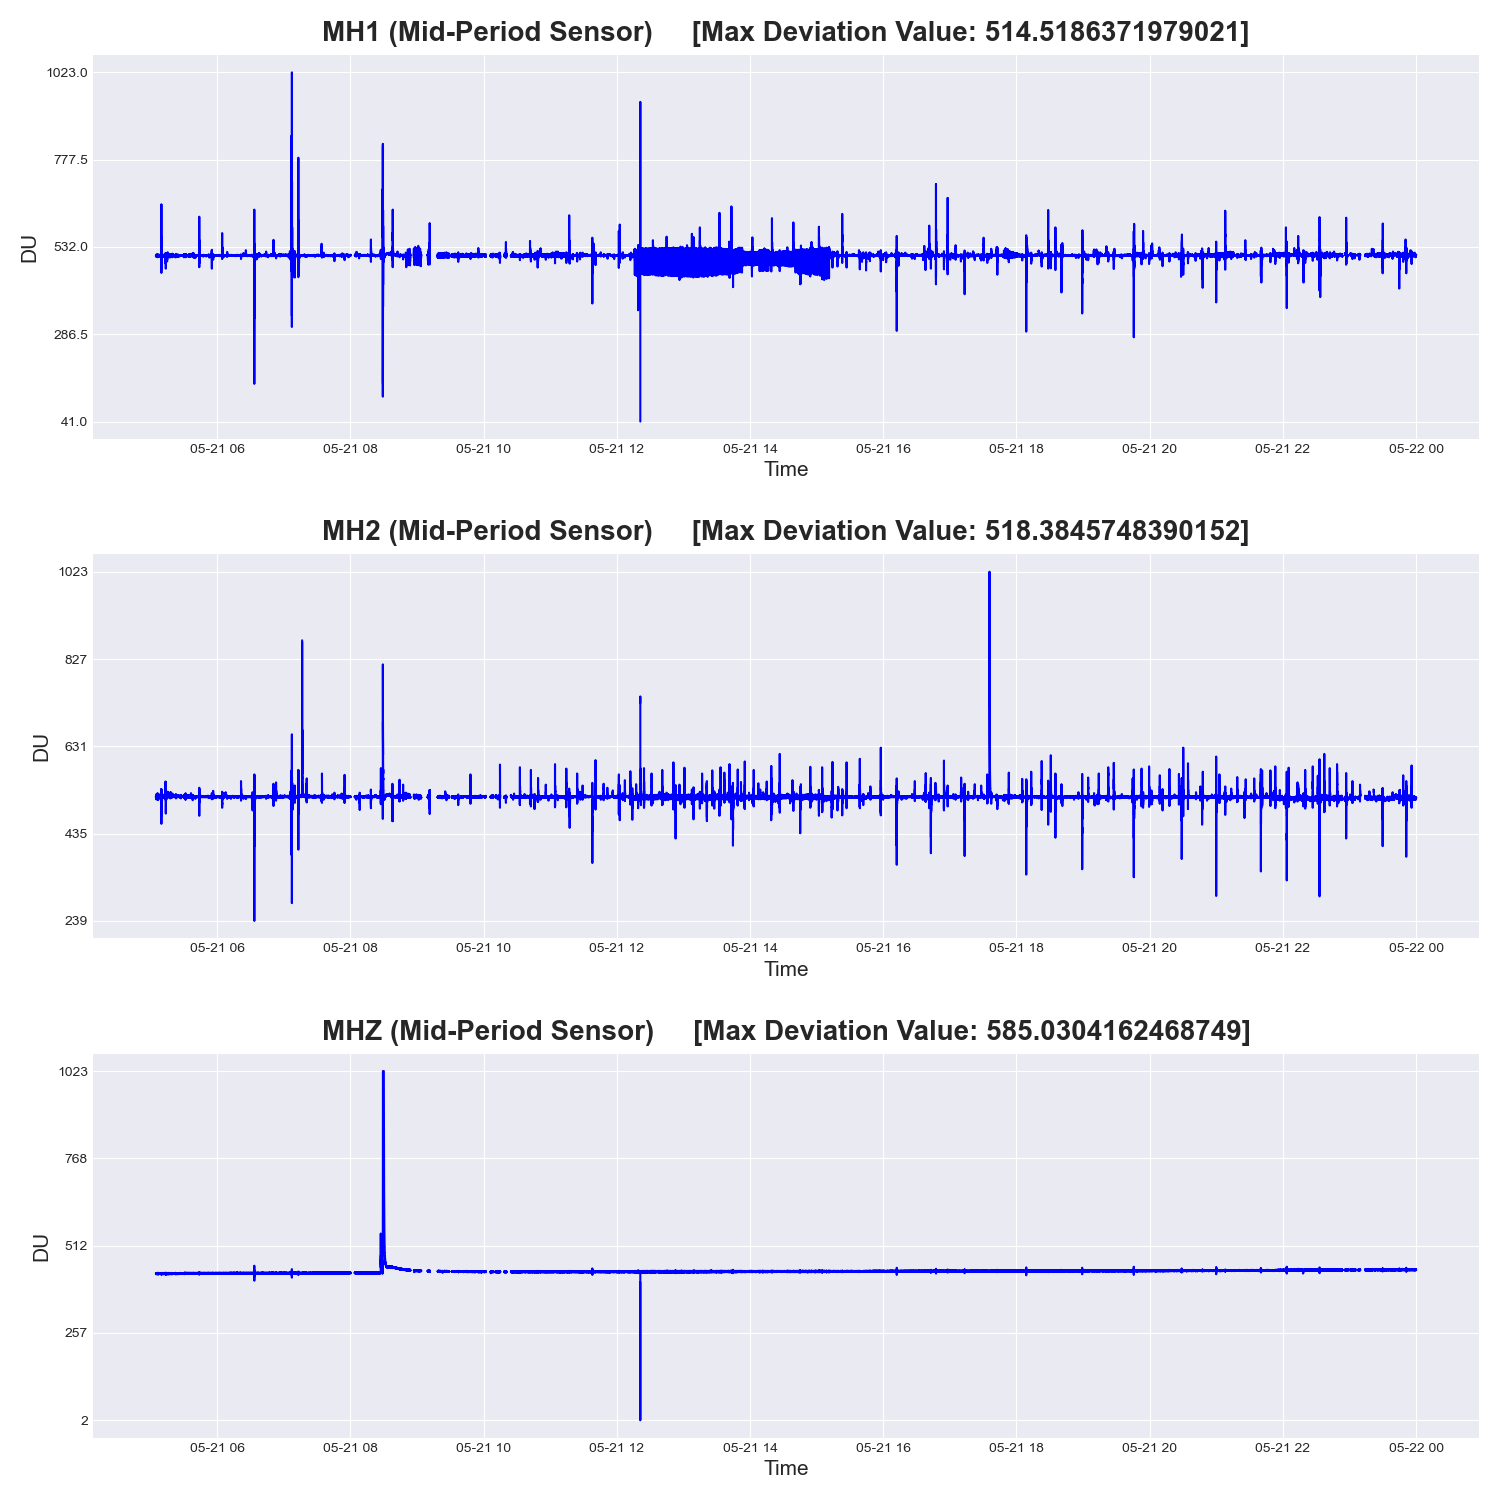 MH1 (Mid-Period Sensor) [Max Deviation Value: 514.5186371979021]
1023.0
777.5
532.0
286.5
41.0
DU
05-21 06 05-21 08 05-21 10 05-21 12 05-21 14 05-21 16 05-21 18 05-21 20 05-21 22 05-22 00
Time
MH2 (Mid-Period Sensor) [Max Deviation Value: 518.3845748390152]
1023
827
631
435
239
DU
05-21 06 05-21 08 05-21 10 05-21 12 05-21 14 05-21 16 05-21 18 05-21 20 05-21 22 05-22 00
Time
MHZ (Mid-Period Sensor) [Max Deviation Value: 585.0304162468749]
1023
768
512
257
2
DU
05-21 06 05-21 08 05-21 10 05-21 12 05-21 14 05-21 16 05-21 18 05-21 20 05-21 22 05-22 00
Time